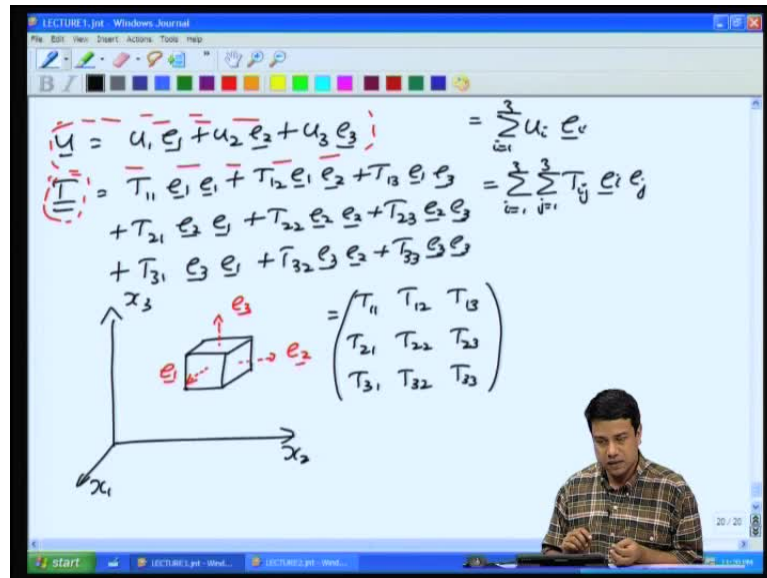 LECTURE1.jnt - Windows Journal
File Edit View Insert Actions Tools Help
B I
u = u₁ e₁ + u₂ e₂ + u₃ e₃ = ∑_{i=1}^{3} uᵢ eᵢ
T = T₁₁ e₁ e₁ + T₁₂ e₁ e₂ + T₁₃ e₁ e₃ = ∑_{i=1}^{3} ∑_{j=1}^{3} Tᵢⱼ eᵢ eⱼ
+ T₂₁ e₂ e₁ + T₂₂ e₂ e₂ + T₂₃ e₂ e₃
+ T₃₁ e₃ e₁ + T₃₂ e₃ e₂ + T₃₃ e₃ e₃
x₃
e₃
e₁
e₂
x₂
x₁
= ( T₁₁ T₁₂ T₁₃
T₂₁ T₂₂ T₂₃
T₃₁ T₃₂ T₃₃ )
20 / 20
start
LECTURE1.jnt - Wind...
LECTURE2.jnt - Wind...